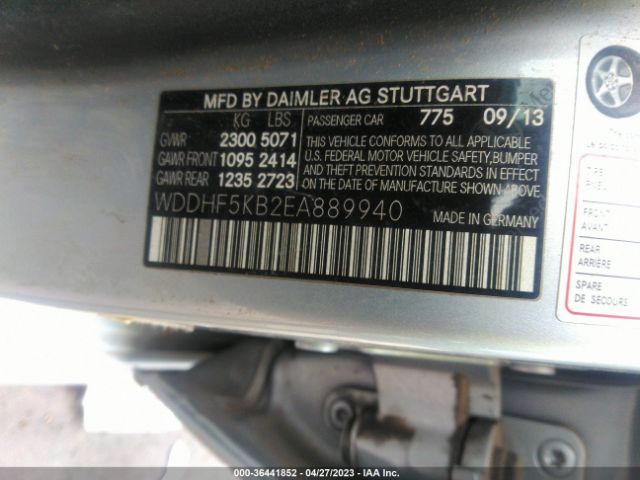 MFD BY DAIMLER AG STUTTGART
KG LBS
GVWR 2300 5071
GAWR FRONT 1095 2414
GAWR REAR 1235 2723
PASSENGER CAR 775 09/13
THIS VEHICLE CONFORMS TO ALL APPLICABLE
U.S. FEDERAL MOTOR VEHICLE SAFETY, BUMPER
AND THEFT PREVENTION STANDARDS IN EFFECT
ON THE DATE OF MANUFACTURE SHOWN ABOVE.
WDDHF5KB2EA889940
MADE IN GERMANY
TIRE
PNEU
FRONT
AVANT
REAR
ARRIÈRE
SPARE
DE SECOURS
000-36441852 - 04/27/2023 - IAA Inc.